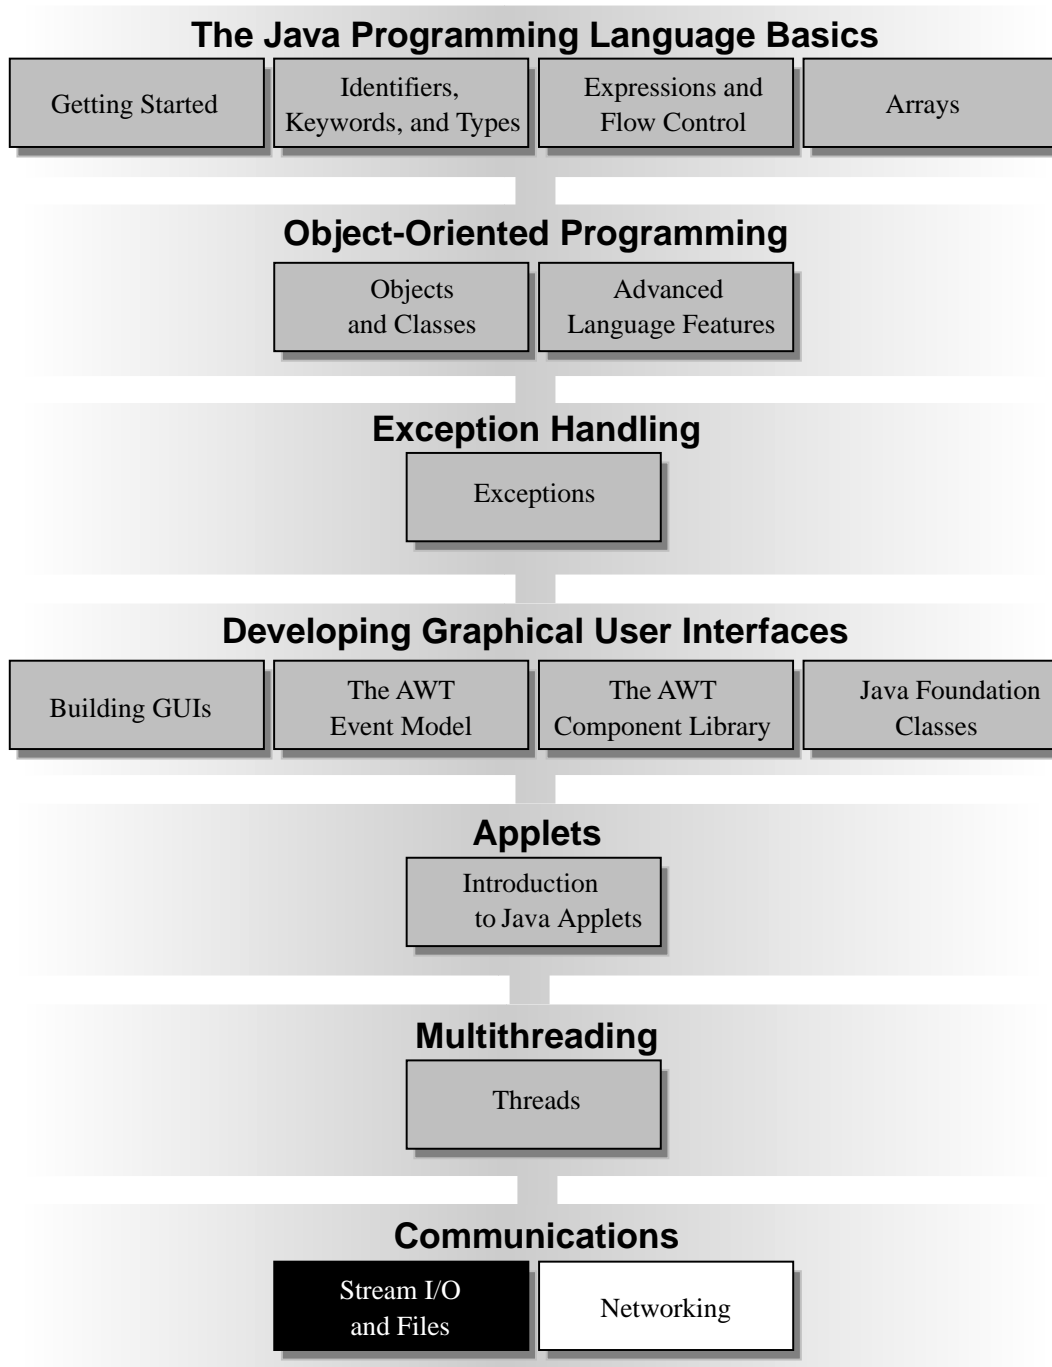 The Java Programming Language Basics
Getting Started
Identifiers,
Keywords, and Types
Expressions and
Flow Control
Arrays
Object-Oriented Programming
Objects
and Classes
Advanced
Language Features
Exception Handling
Exceptions
Developing Graphical User Interfaces
Building GUIs
The AWT
Event Model
The AWT
Component Library
Java Foundation
Classes
Applets
Introduction
to Java Applets
Multithreading
Threads
Communications
Stream I/O
and Files
Networking